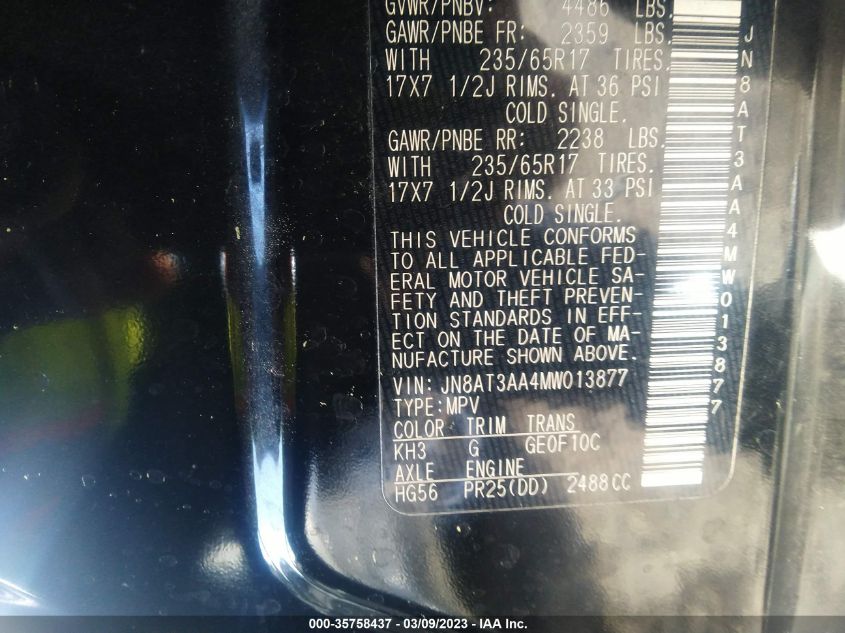 GVWR/PNBV: 4486 LBS.
GAWR/PNBE FR: 2359 LBS.
WITH 235/65R17 TIRES.
17X7 1/2J RIMS. AT 36 PSI
COLD SINGLE.
GAWR/PNBE RR: 2238 LBS.
WITH 235/65R17 TIRES.
17X7 1/2J RIMS. AT 33 PSI
COLD SINGLE.
THIS VEHICLE CONFORMS
TO ALL APPLICABLE FED-
ERAL MOTOR VEHICLE SA-
FETY AND THEFT PREVEN-
TION STANDARDS IN EFF-
ECT ON THE DATE OF MA-
NUFACTURE SHOWN ABOVE.
VIN: JN8AT3AA4MW013877
TYPE:MPV
COLOR TRIM TRANS
KH3 G GE0F10C
AXLE ENGINE
HG56 PR25(DD) 2488CC
JN8AT3AA4MW013877
000-35758437 - 03/09/2023 - IAA Inc.